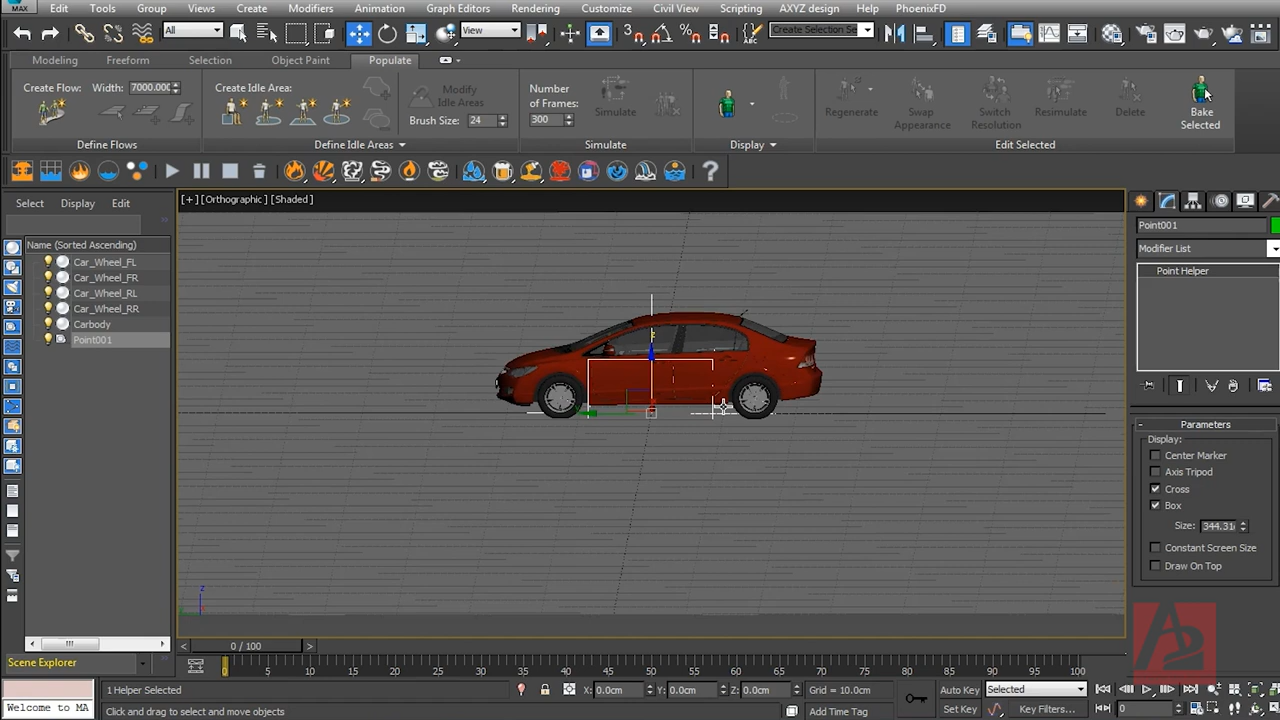 MAX
Edit Tools Group Views Create Modifiers Animation Graph Editors Rendering Customize Civil View Scripting AXYZ design Help PhoenixFD
All View Create Selection Se
Modeling Freeform Selection Object Paint Populate
Create Flow: Width: 7000.000
Create Idle Area:
Modify Idle Areas
Brush Size: 24
Number of Frames:
300
Simulate
Regenerate
Swap Appearance
Switch Resolution
Resimulate
Delete
Bake Selected
Define Flows Define Idle Areas Simulate Display Edit Selected
Select Display Edit
[+] [Orthographic ] [Shaded ]
Name (Sorted Ascending)
Car_Wheel_FL
Car_Wheel_FR
Car_Wheel_RL
Car_Wheel_RR
Carbody
Point001
Point001
Modifier List
Point Helper
Parameters
Display:
Center Marker
Axis Tripod
Cross
Box
Size: 344.31
Constant Screen Size
Draw On Top
z
0 / 100
Scene Explorer
0 5 10 15 20 25 30 35 40 45 50 55 60 65 70 75 80 85 90 95 100
1 Helper Selected X: 0.0cm Y: 0.0cm Z: 0.0cm Grid = 10.0cm Auto Key Selected
Welcome to MA Click and drag to select and move objects Add Time Tag Set Key Key Filters... 0